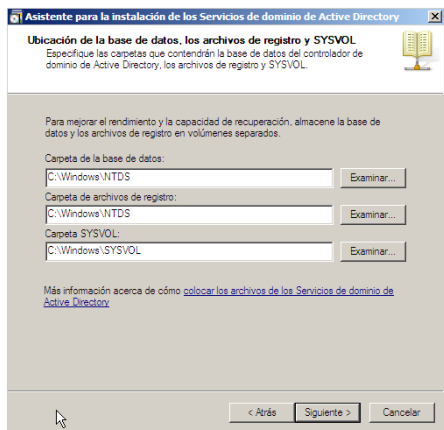 Asistente para la instalación de los Servicios de dominio de Active Directory
Ubicación de la base de datos, los archivos de registro y SYSVOL
Especifique las carpetas que contendrán la base de datos del controlador de
dominio de Active Directory, los archivos de registro y SYSVOL.
Para mejorar el rendimiento y la capacidad de recuperación, almacene la base de
datos y los archivos de registro en volúmenes separados.
Carpeta de la base de datos:
C:\Windows\NTDS Examinar...
Carpeta de archivos de registro:
C:\Windows\NTDS Examinar...
Carpeta SYSVOL:
C:\Windows\SYSVOL Examinar...
Más información acerca de cómo colocar los archivos de los Servicios de dominio de
Active Directory
< Atrás Siguiente > Cancelar